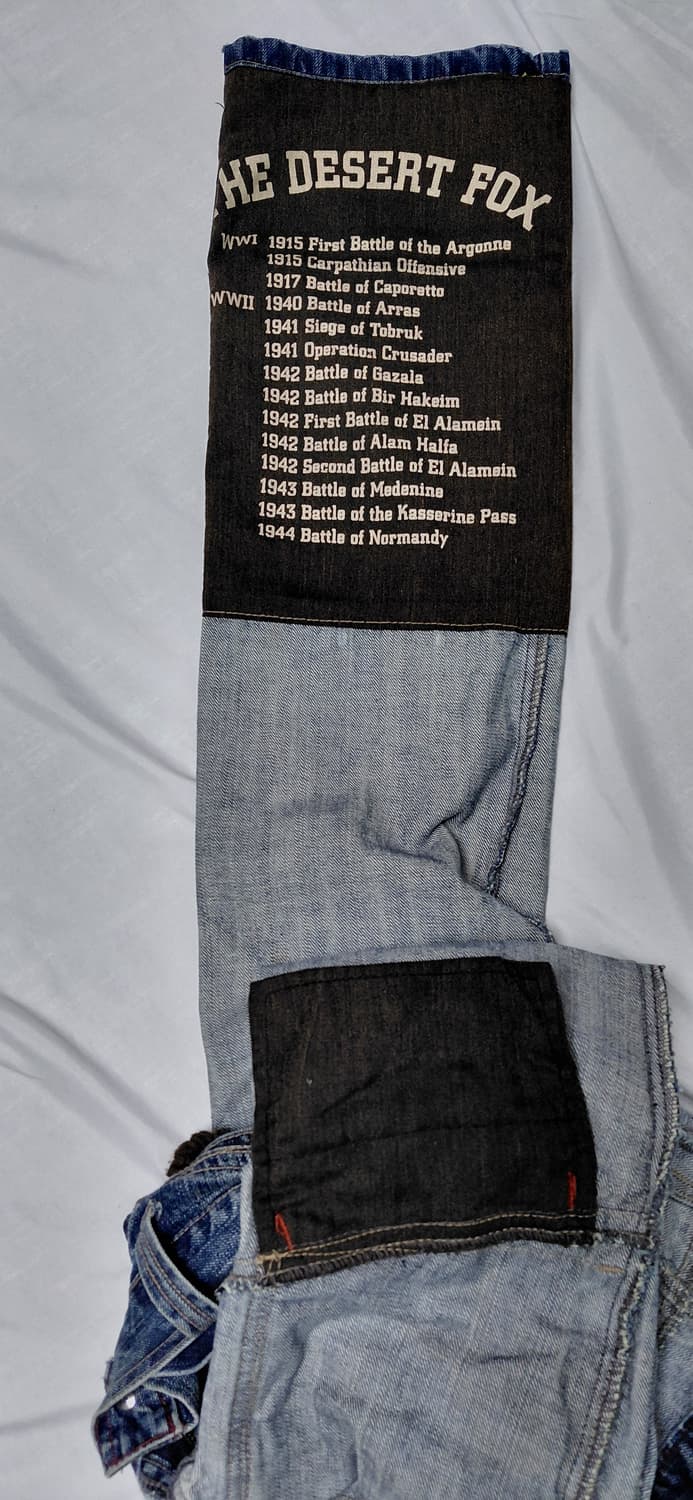 THE DESERT FOX
WWI 1915 First Battle of the Argonne
1915 Carpathian Offensive
1917 Battle of Caporetto
WWII 1940 Battle of Arras
1941 Siege of Tobruk
1941 Operation Crusader
1942 Battle of Gazala
1942 Battle of Bir Hakeim
1942 First Battle of El Alamein
1942 Battle of Alam Halfa
1942 Second Battle of El Alamein
1943 Battle of Medenine
1943 Battle of the Kasserine Pass
1944 Battle of Normandy